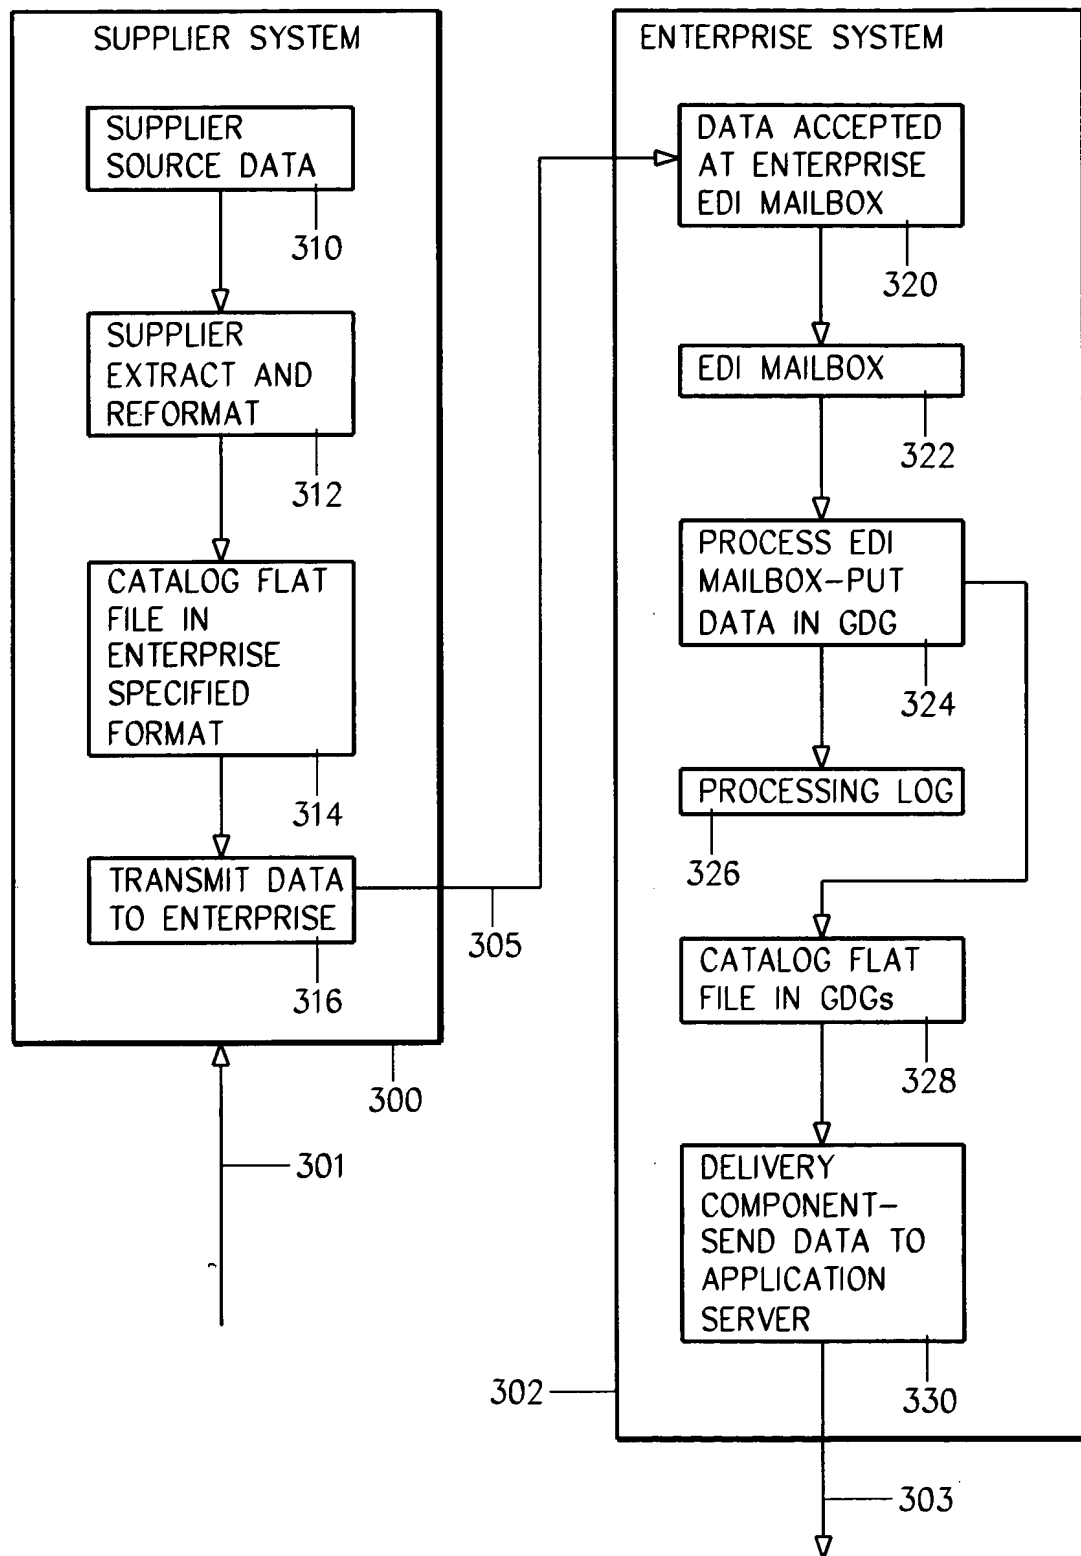 SUPPLIER SYSTEM
SUPPLIER
SOURCE DATA
310
SUPPLIER
EXTRACT AND
REFORMAT
312
CATALOG FLAT
FILE IN
ENTERPRISE
SPECIFIED
FORMAT
314
TRANSMIT DATA
TO ENTERPRISE
316
305
300
301
ENTERPRISE SYSTEM
DATA ACCEPTED
AT ENTERPRISE
EDI MAILBOX
320
EDI MAILBOX
322
PROCESS EDI
MAILBOX-PUT
DATA IN GDG
324
PROCESSING LOG
326
CATALOG FLAT
FILE IN GDGs
328
DELIVERY
COMPONENT-
SEND DATA TO
APPLICATION
SERVER
330
302
303